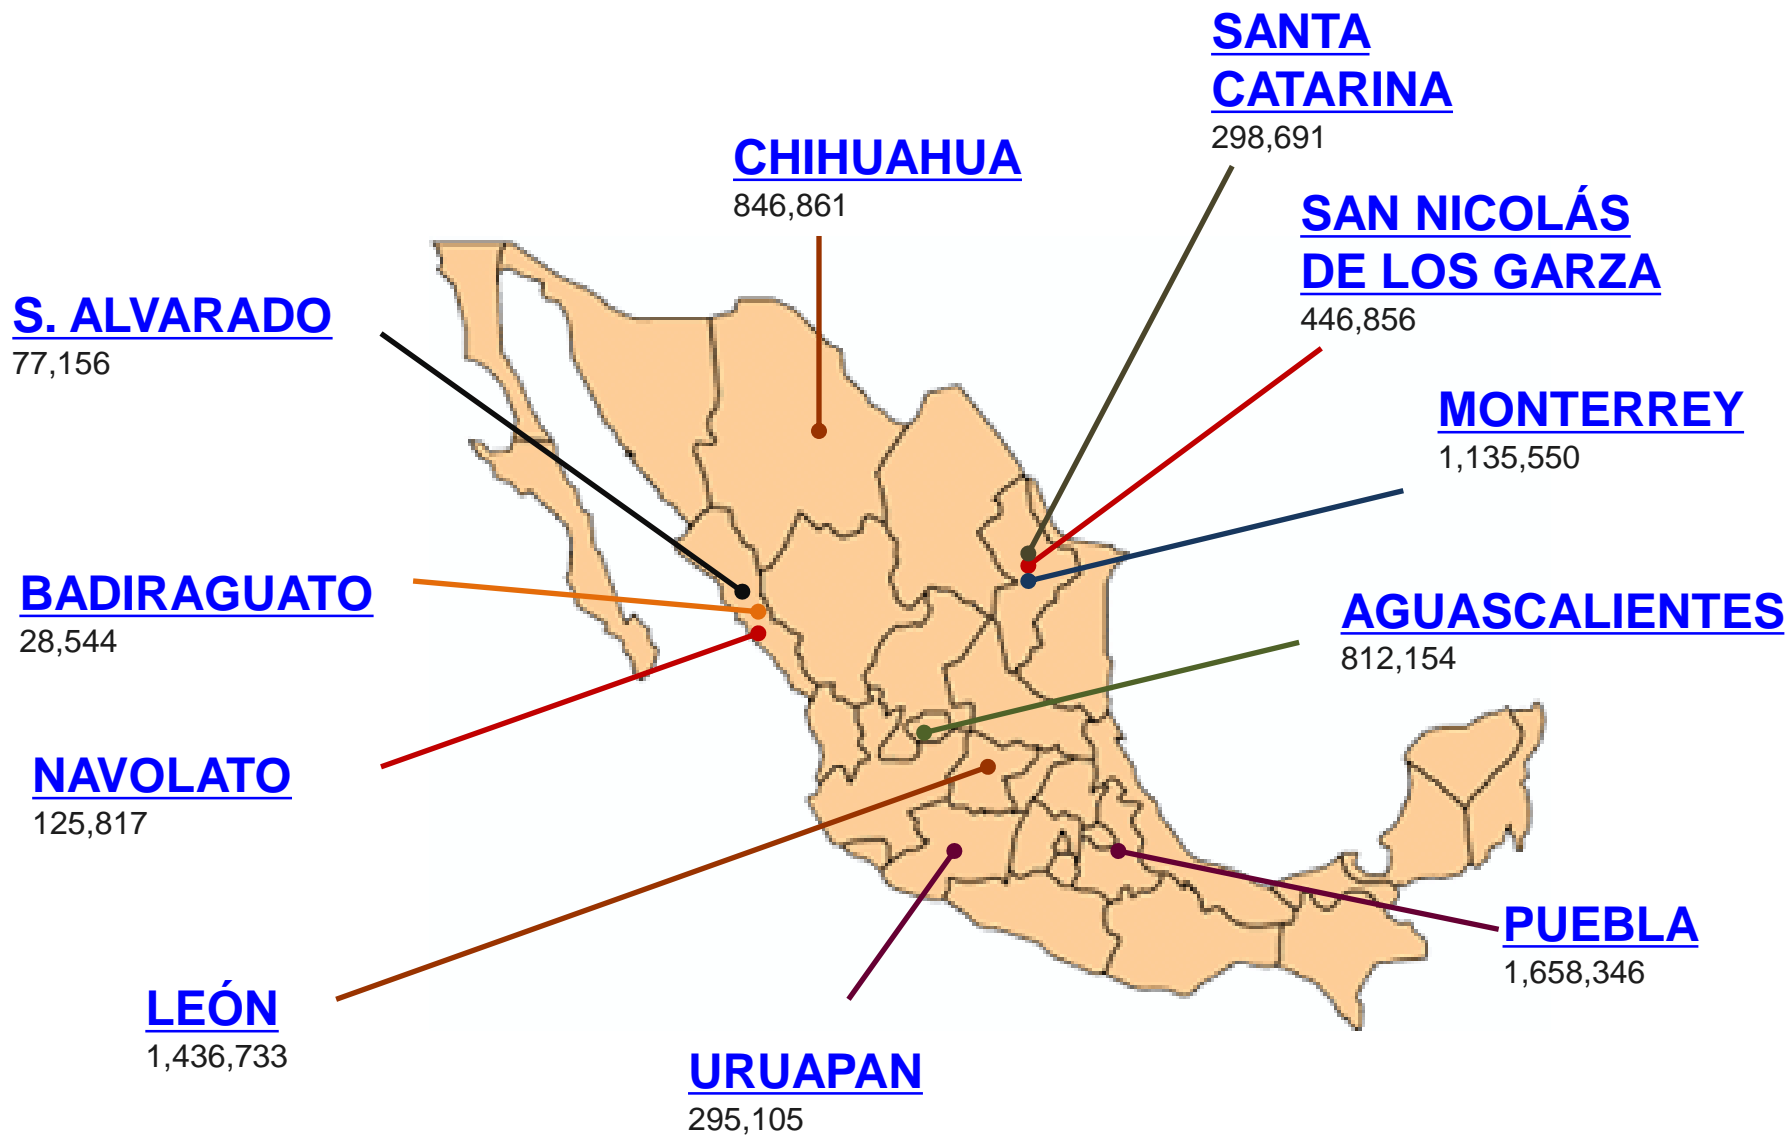 SANTA
CATARINA
298,691
CHIHUAHUA
846,861
SAN NICOLÁS
DE LOS GARZA
446,856
S. ALVARADO
77,156
MONTERREY
1,135,550
BADIRAGUATO
28,544
AGUASCALIENTES
812,154
NAVOLATO
125,817
PUEBLA
1,658,346
LEÓN
1,436,733
URUAPAN
295,105